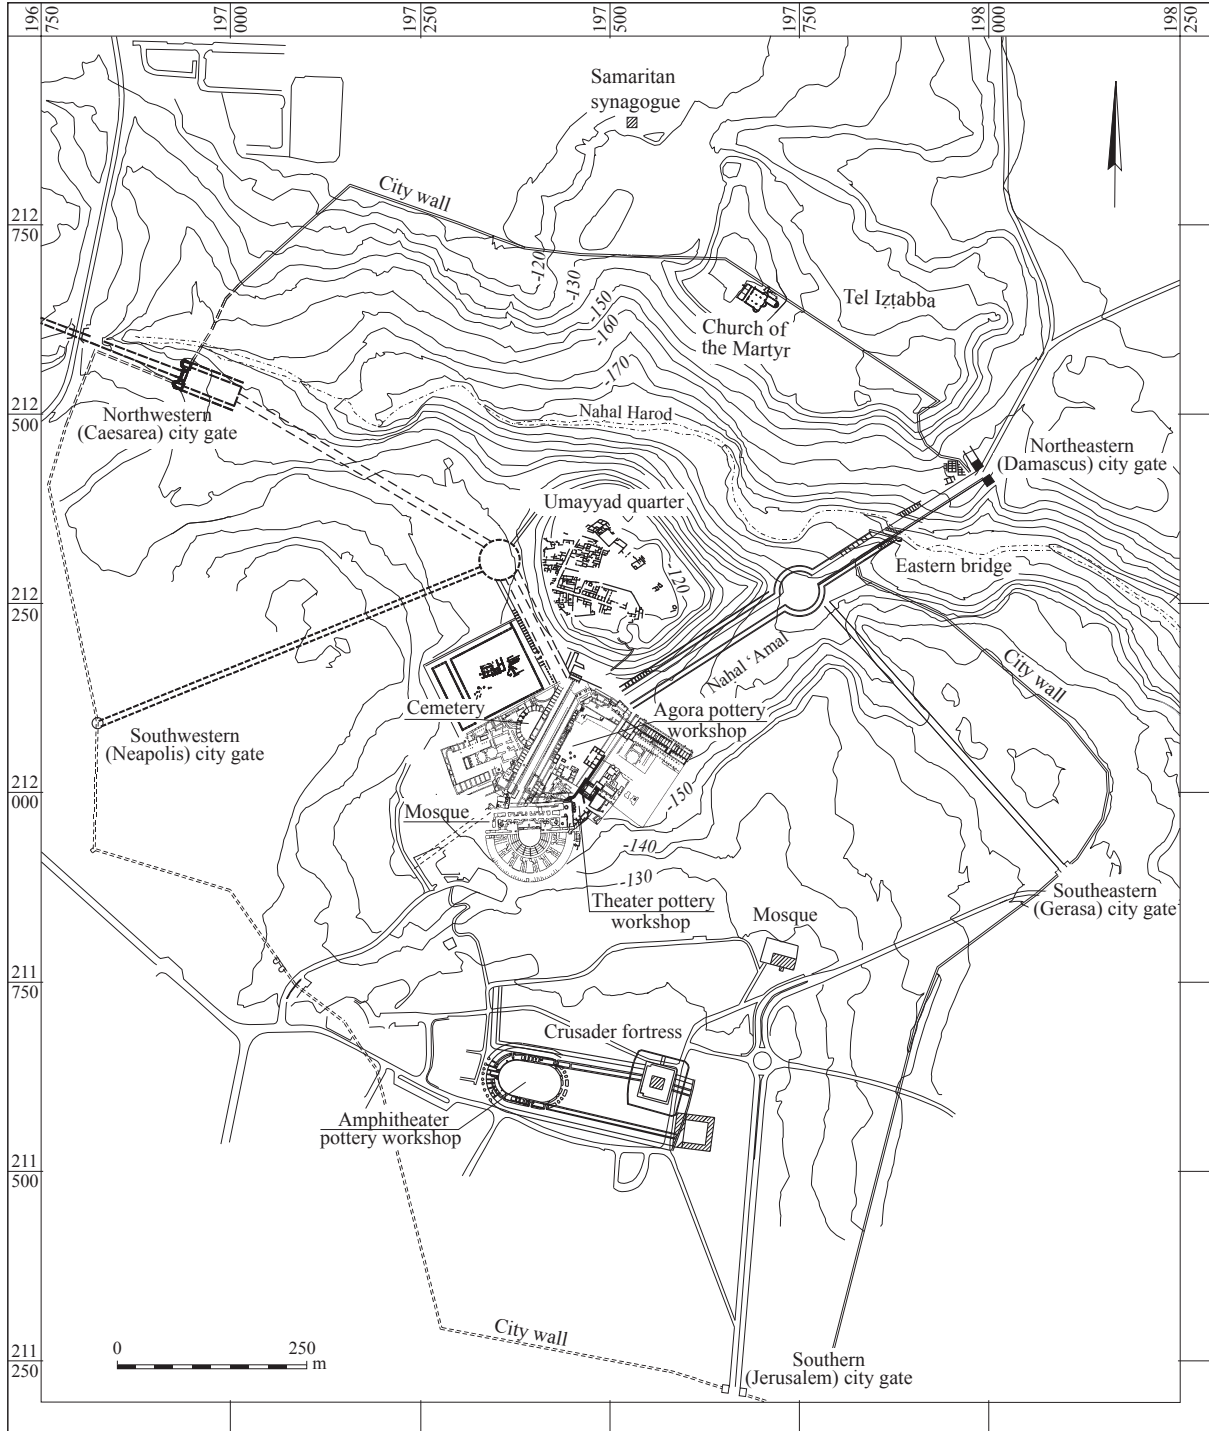 196
750
197
000
197
250
197
500
197
750
198
000
198
250
Samaritan
synagogue
City wall
212
750
-120
-130
-150
-160
-170
Tel Iẓṭabba
Church of
the Martyr
Nahal Harod
Northwestern
(Caesarea) city gate
212
500
Northeastern
(Damascus) city gate
Umayyad quarter
-120
Eastern bridge
212
250
Nahal ‘Amal
City wall
Cemetery
Agora pottery
workshop
Southwestern
(Neapolis) city gate
212
000
-150
Mosque
-140
-130
Theater pottery
workshop
Southeastern
(Gerasa) city gate
Mosque
211
750
Crusader fortress
Amphitheater
pottery workshop
211
500
City wall
0
250
m
211
250
Southern
(Jerusalem) city gate